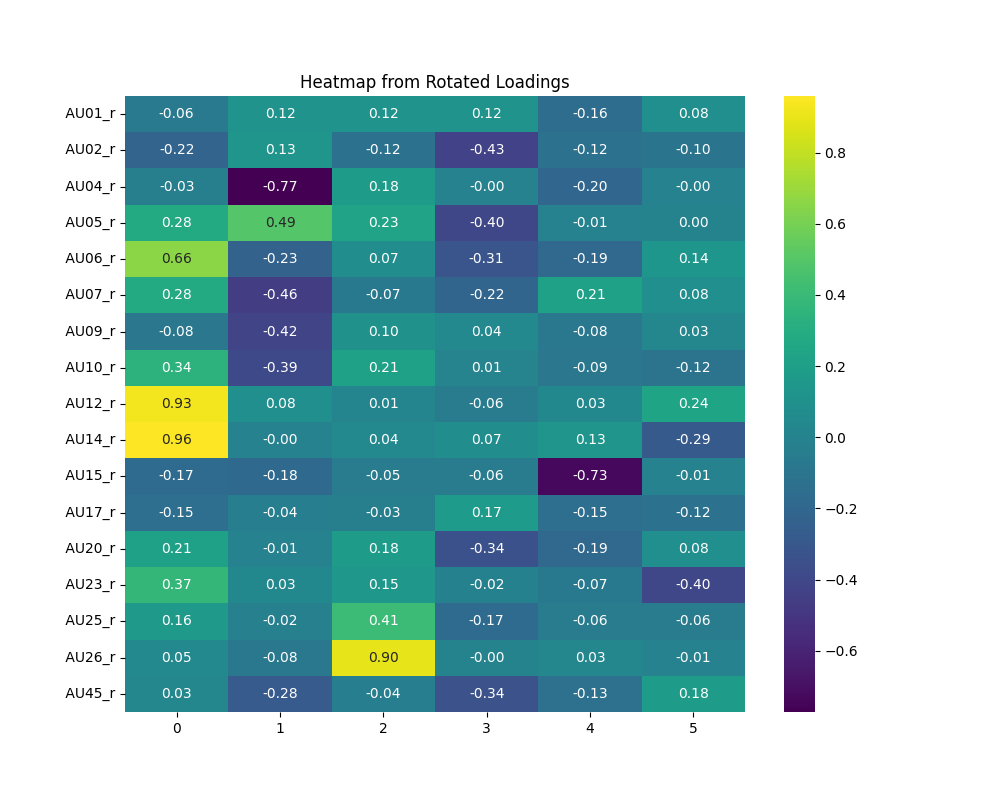 Heatmap from Rotated Loadings
AU01_r -0.06 0.12 0.12 0.12 -0.16 0.08
AU02_r -0.22 0.13 -0.12 -0.43 -0.12 -0.10
AU04_r -0.03 -0.77 0.18 -0.00 -0.20 -0.00
AU05_r 0.28 0.49 0.23 -0.40 -0.01 0.00
AU06_r 0.66 -0.23 0.07 -0.31 -0.19 0.14
AU07_r 0.28 -0.46 -0.07 -0.22 0.21 0.08
AU09_r -0.08 -0.42 0.10 0.04 -0.08 0.03
AU10_r 0.34 -0.39 0.21 0.01 -0.09 -0.12
AU12_r 0.93 0.08 0.01 -0.06 0.03 0.24
AU14_r 0.96 -0.00 0.04 0.07 0.13 -0.29
AU15_r -0.17 -0.18 -0.05 -0.06 -0.73 -0.01
AU17_r -0.15 -0.04 -0.03 0.17 -0.15 -0.12
AU20_r 0.21 -0.01 0.18 -0.34 -0.19 0.08
AU23_r 0.37 0.03 0.15 -0.02 -0.07 -0.40
AU25_r 0.16 -0.02 0.41 -0.17 -0.06 -0.06
AU26_r 0.05 -0.08 0.90 -0.00 0.03 -0.01
AU45_r 0.03 -0.28 -0.04 -0.34 -0.13 0.18
0 1 2 3 4 5
0.8
0.6
0.4
0.2
0.0
−0.2
−0.4
−0.6